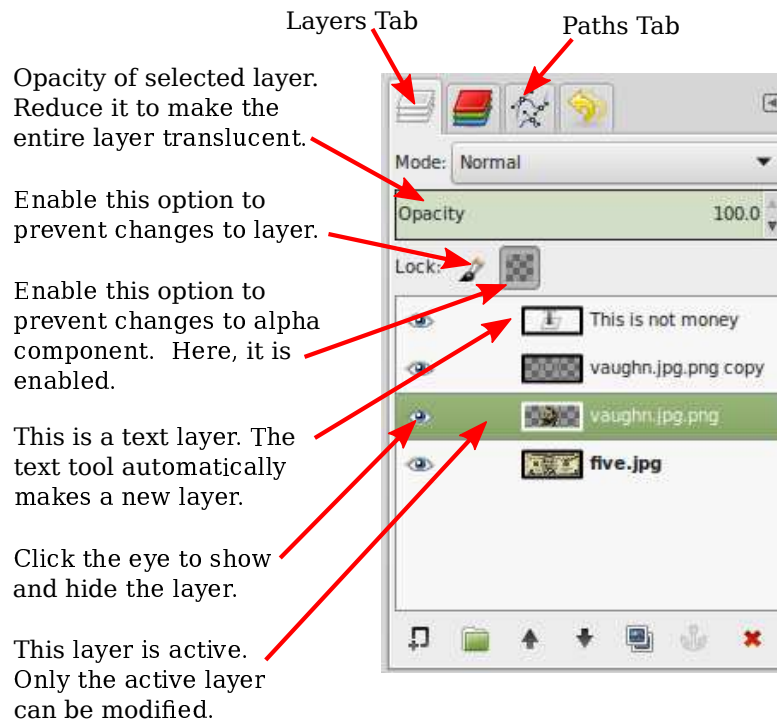 Layers Tab
Paths Tab
Opacity of selected layer.
Reduce it to make the
entire layer translucent.
Enable this option to
prevent changes to layer.
Enable this option to
prevent changes to alpha
component.  Here, it is
enabled.
This is a text layer. The
text tool automatically
makes a new layer.
Click the eye to show
and hide the layer.
This layer is active.
Only the active layer
can be modified.
Mode: Normal
Opacity 100.0
Lock:
This is not money
vaughn.jpg.png copy
vaughn.jpg.png
five.jpg